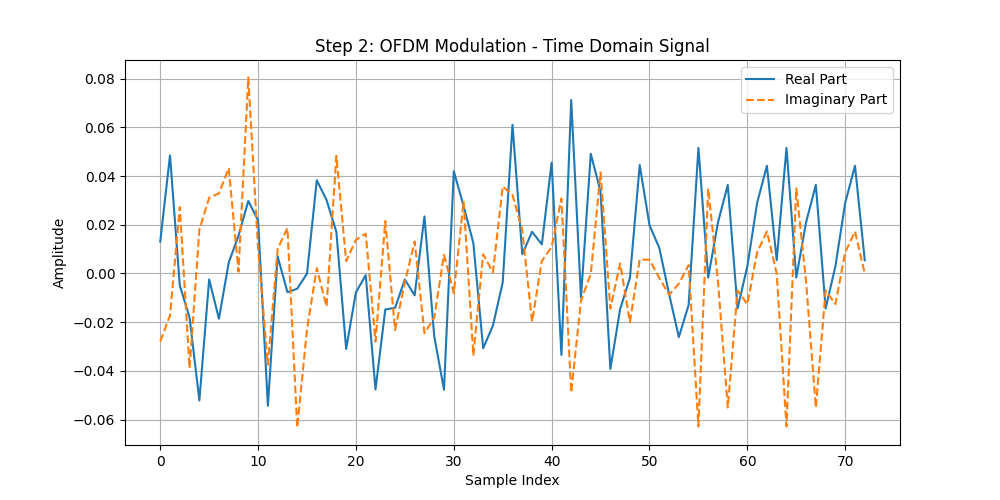 Step 2: OFDM Modulation - Time Domain Signal
Real Part
Imaginary Part
0.08
0.06
0.04
0.02
0.00
−0.02
−0.04
−0.06
Amplitude
0 10 20 30 40 50 60 70
Sample Index